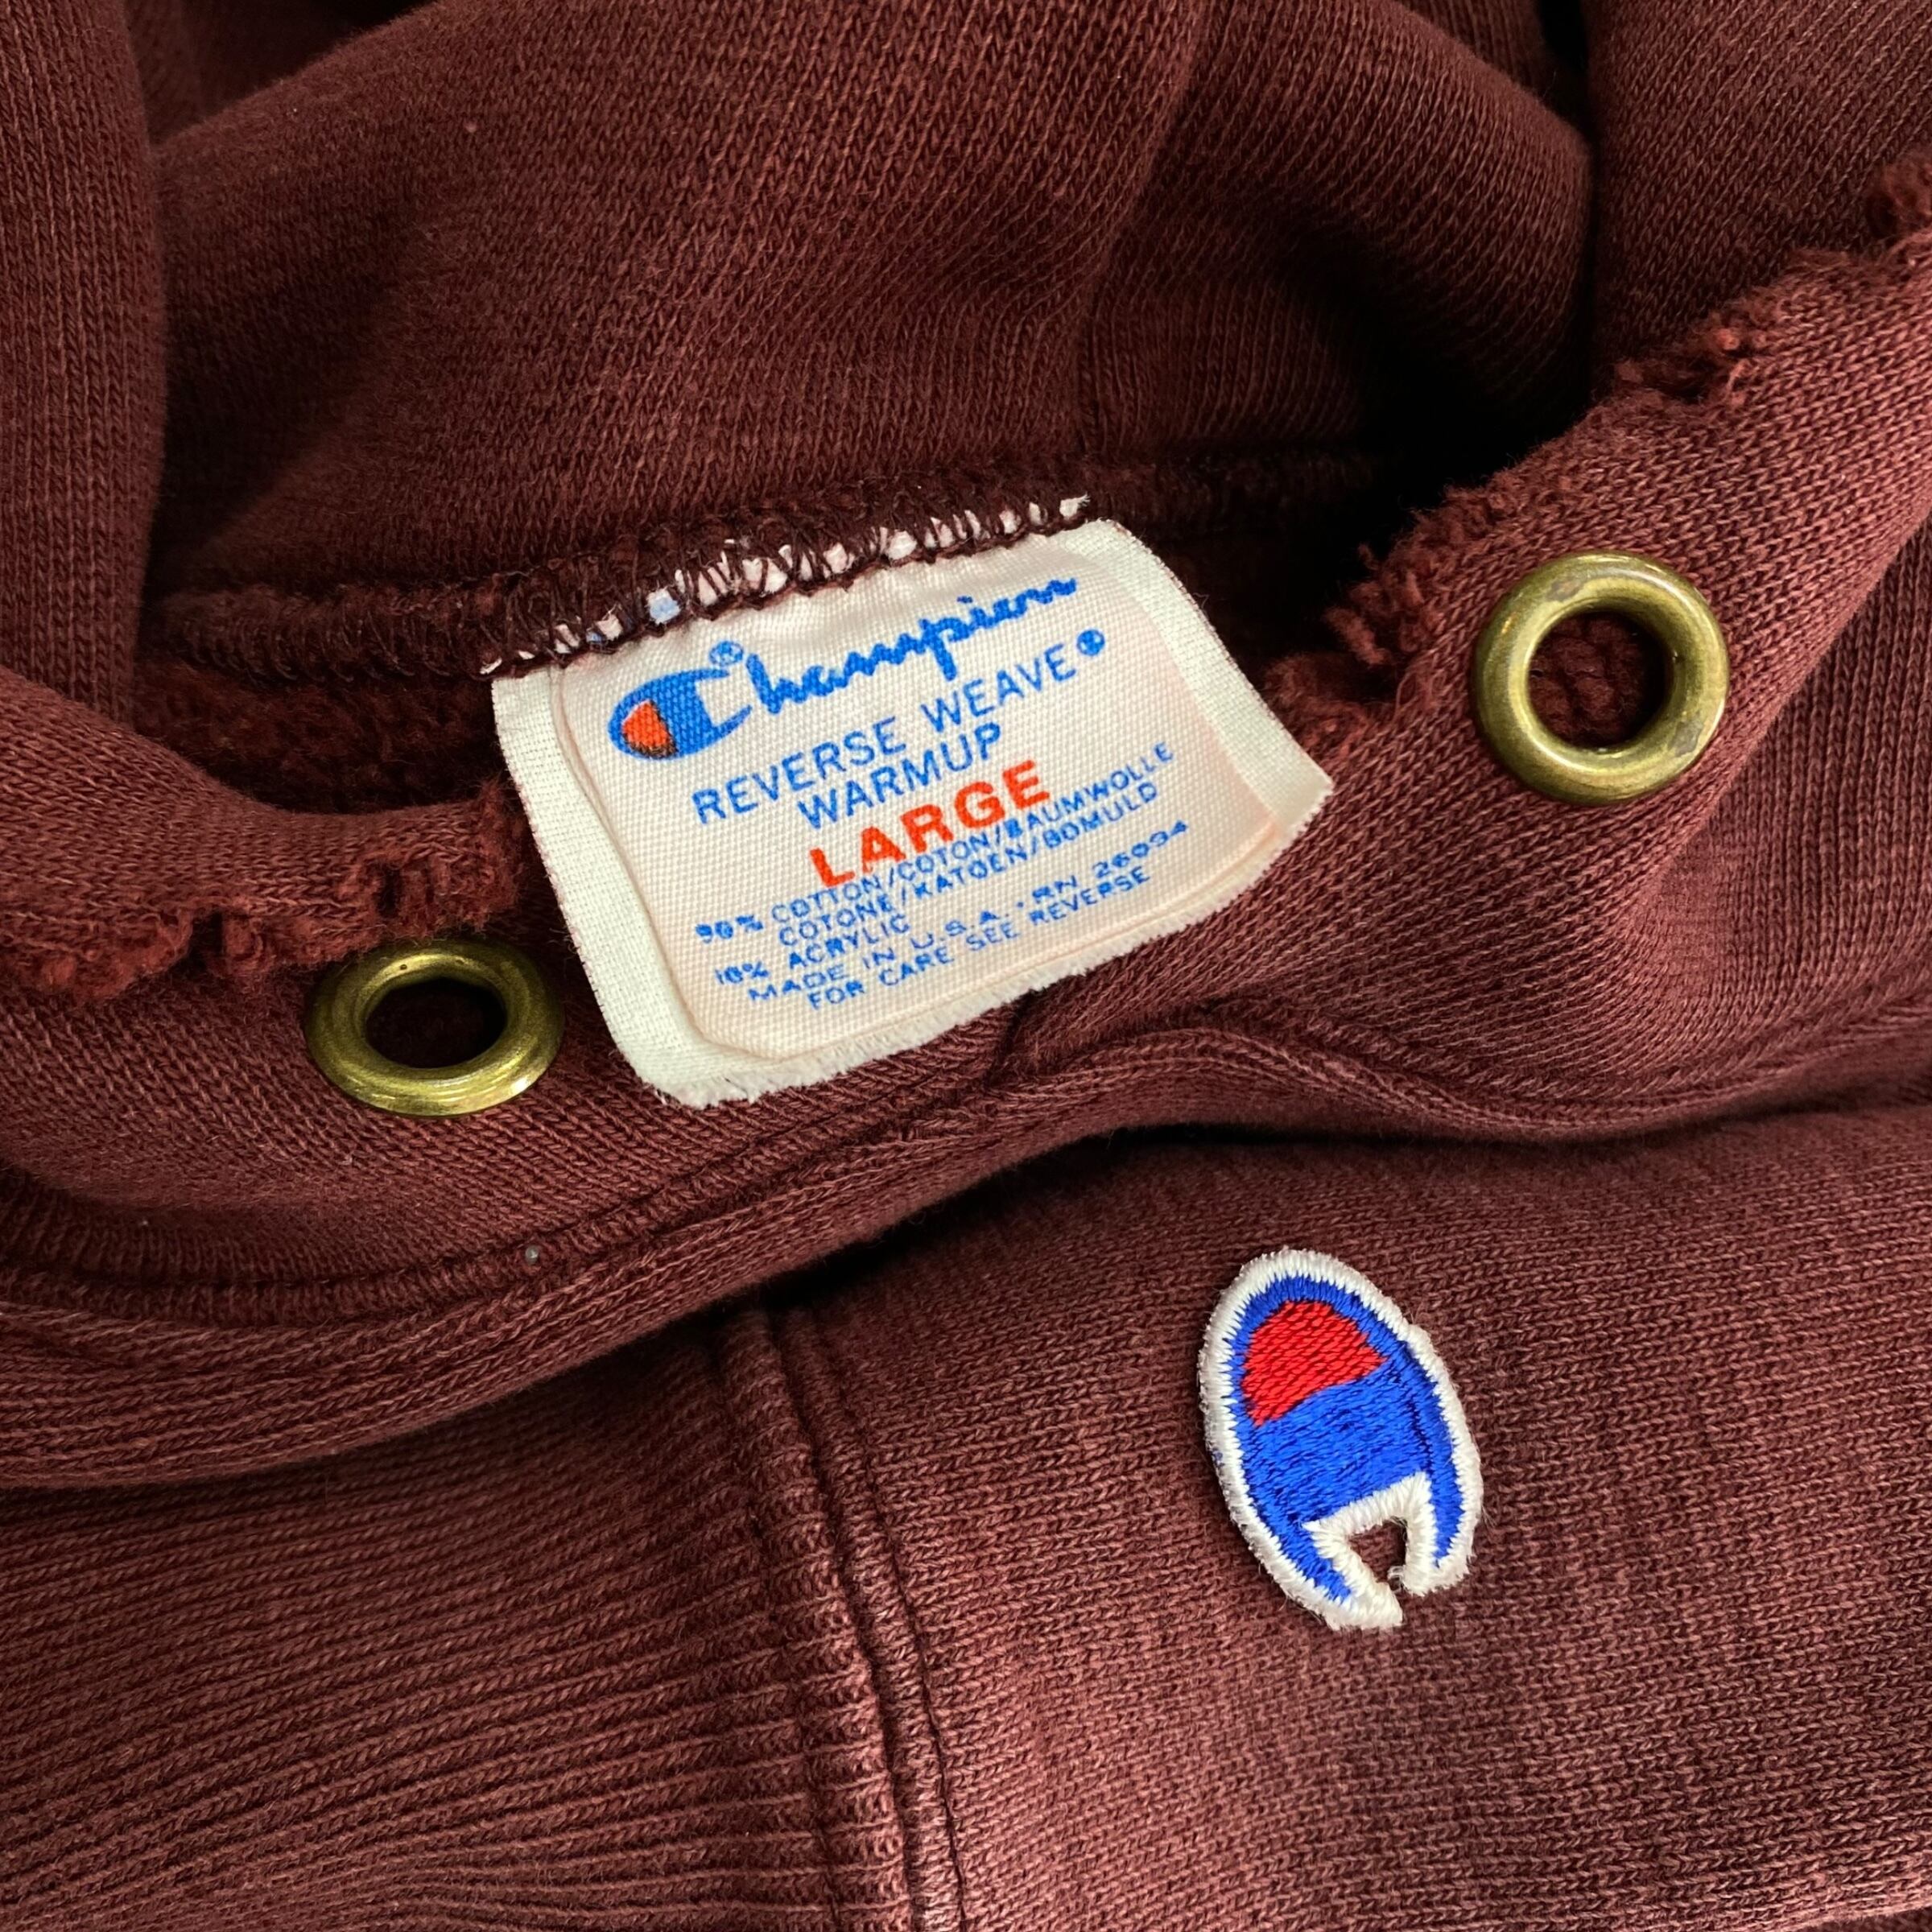 Champion®
REVERSE WEAVE®
WARMUP
LARGE
90% COTTON/COTON/BAUMWOLLE
COTONE/KATOEN/BOMULD
10% ACRYLIC
MADE IN U.S.A. • RN 26094
FOR CARE SEE REVERSE